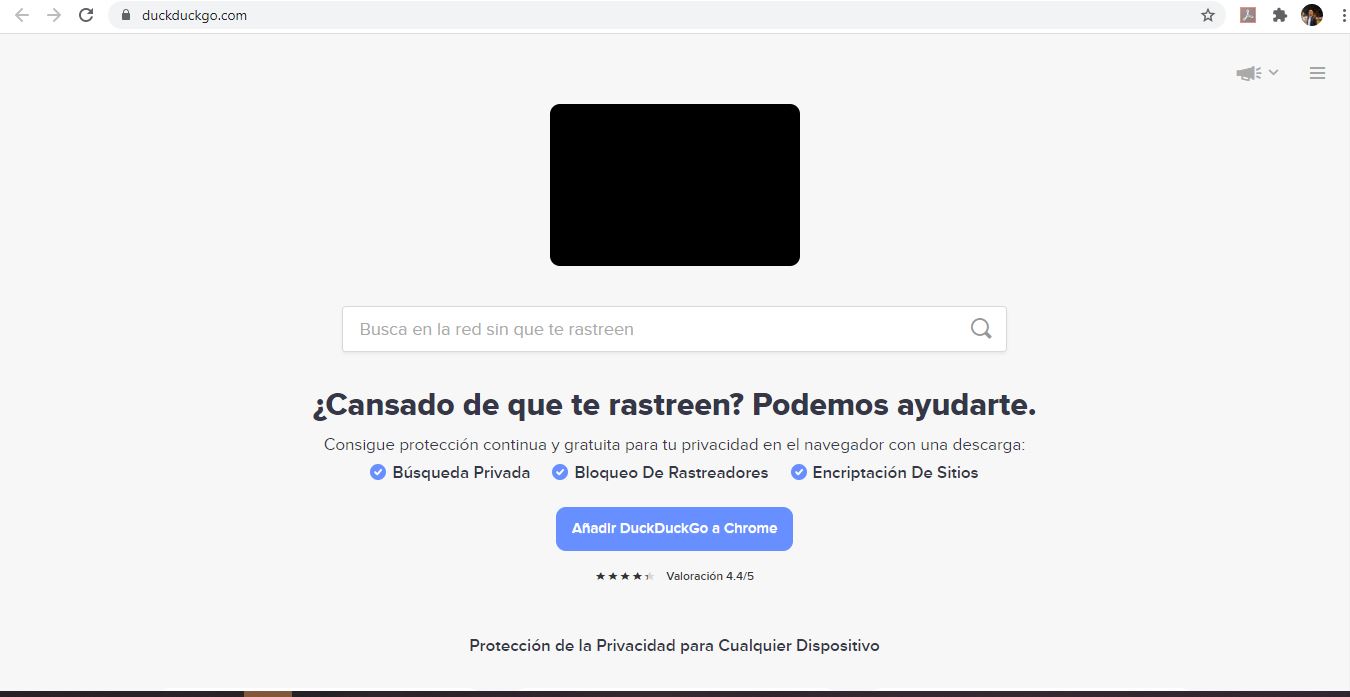 duckduckgo.com
Busca en la red sin que te rastreen
¿Cansado de que te rastreen? Podemos ayudarte.
Consigue protección continua y gratuita para tu privacidad en el navegador con una descarga:
Búsqueda Privada Bloqueo De Rastreadores Encriptación De Sitios
Añadir DuckDuckGo a Chrome
Valoración 4.4/5
Protección de la Privacidad para Cualquier Dispositivo